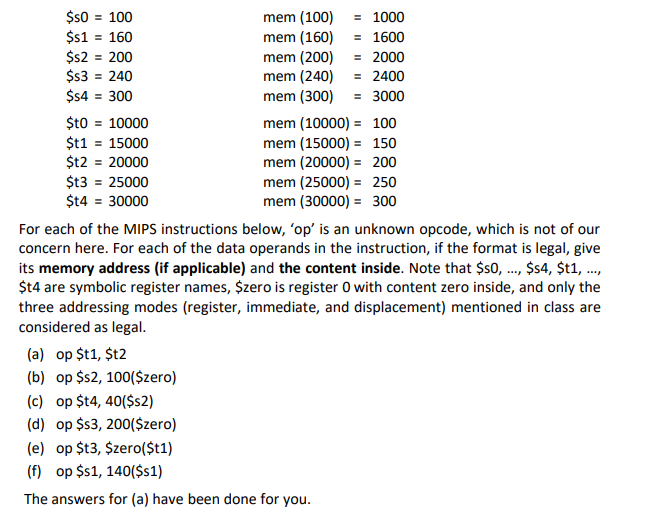 $s0 = 100 mem (100) = 1000
$s1 = 160 mem (160) = 1600
$s2 = 200 mem (200) = 2000
$s3 = 240 mem (240) = 2400
$s4 = 300 mem (300) = 3000
$t0 = 10000 mem (10000) = 100
$t1 = 15000 mem (15000) = 150
$t2 = 20000 mem (20000) = 200
$t3 = 25000 mem (25000) = 250
$t4 = 30000 mem (30000) = 300
For each of the MIPS instructions below, ‘op’ is an unknown opcode, which is not of our
concern here. For each of the data operands in the instruction, if the format is legal, give
its memory address (if applicable) and the content inside. Note that $s0, ..., $s4, $t1, ...,
$t4 are symbolic register names, $zero is register 0 with content zero inside, and only the
three addressing modes (register, immediate, and displacement) mentioned in class are
considered as legal.
(a) op $t1, $t2
(b) op $s2, 100($zero)
(c) op $t4, 40($s2)
(d) op $s3, 200($zero)
(e) op $t3, $zero($t1)
(f) op $s1, 140($s1)
The answers for (a) have been done for you.